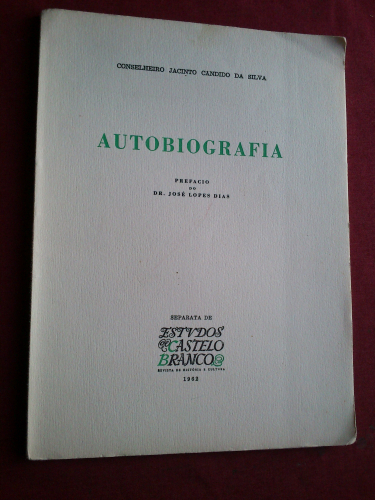 CONSELHEIRO JACINTO CANDIDO DA SILVA
AUTOBIOGRAFIA
PREFACIO
DO
DR. JOSÉ LOPES DIAS
SEPARATA DE
ESTVDOS
DE CASTELO
BRANCO
REVISTA DE HISTÓRIA E CULTURA
1962